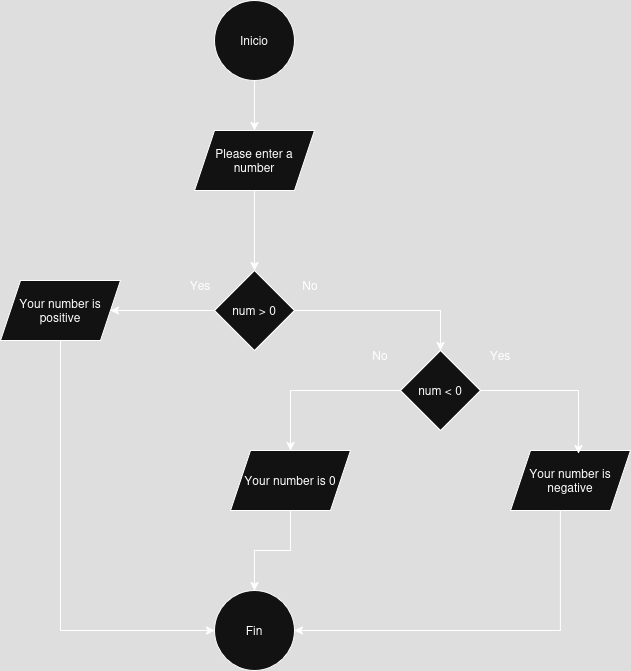 Inicio
Please enter a
number
Yes
No
Your number is
positive
num > 0
No
Yes
num < 0
Your number is 0
Your number is
negative
Fin